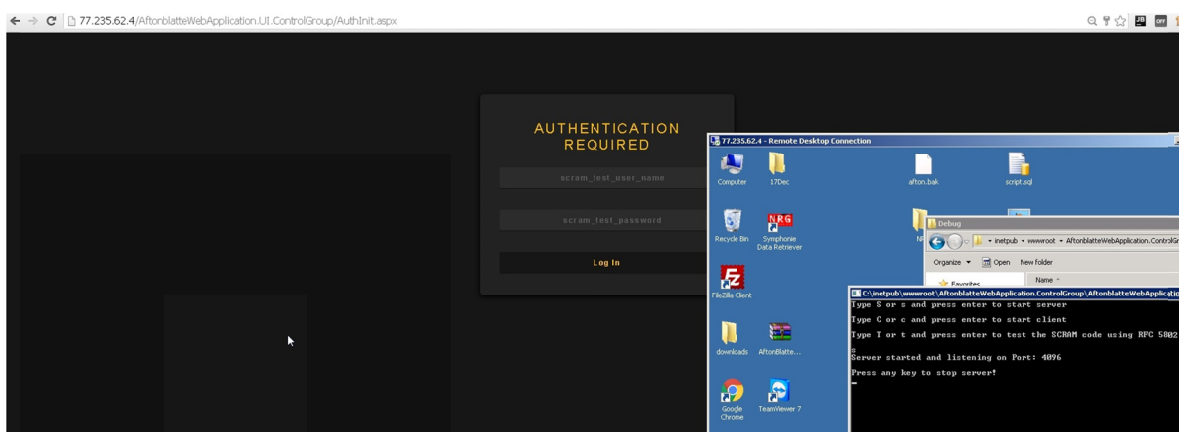 77.235.62.4/AftonblatteWebApplication.UI.ControlGroup/AuthInit.aspx
JB
OFF
AUTHENTICATION
REQUIRED
scram_test_user_name
scram_test_password
Log In
77.235.62.4 - Remote Desktop Connection
Computer
17Dec
afton.bak
script.sql
Recycle Bin
NRG
Symphonie
Data Retriever
Debug
inetpub
wwwroot
AftonblatteWebApplication.ControlGr
Organize
Open
New folder
Favorites
Name
FileZilla Client
C:\inetpub\wwwroot\AftonblatteWebApplication.ControlGroup\AftonblatteWebApplicatio
Type S or s and press enter to start server
Type C or c and press enter to start client
Type T or t and press enter to test the SCRAM code using RFC 5802
s
Server started and listening on Port: 4096
Press any key to stop server!
downloads
AftonBlatte...
Google
Chrome
TeamViewer 7